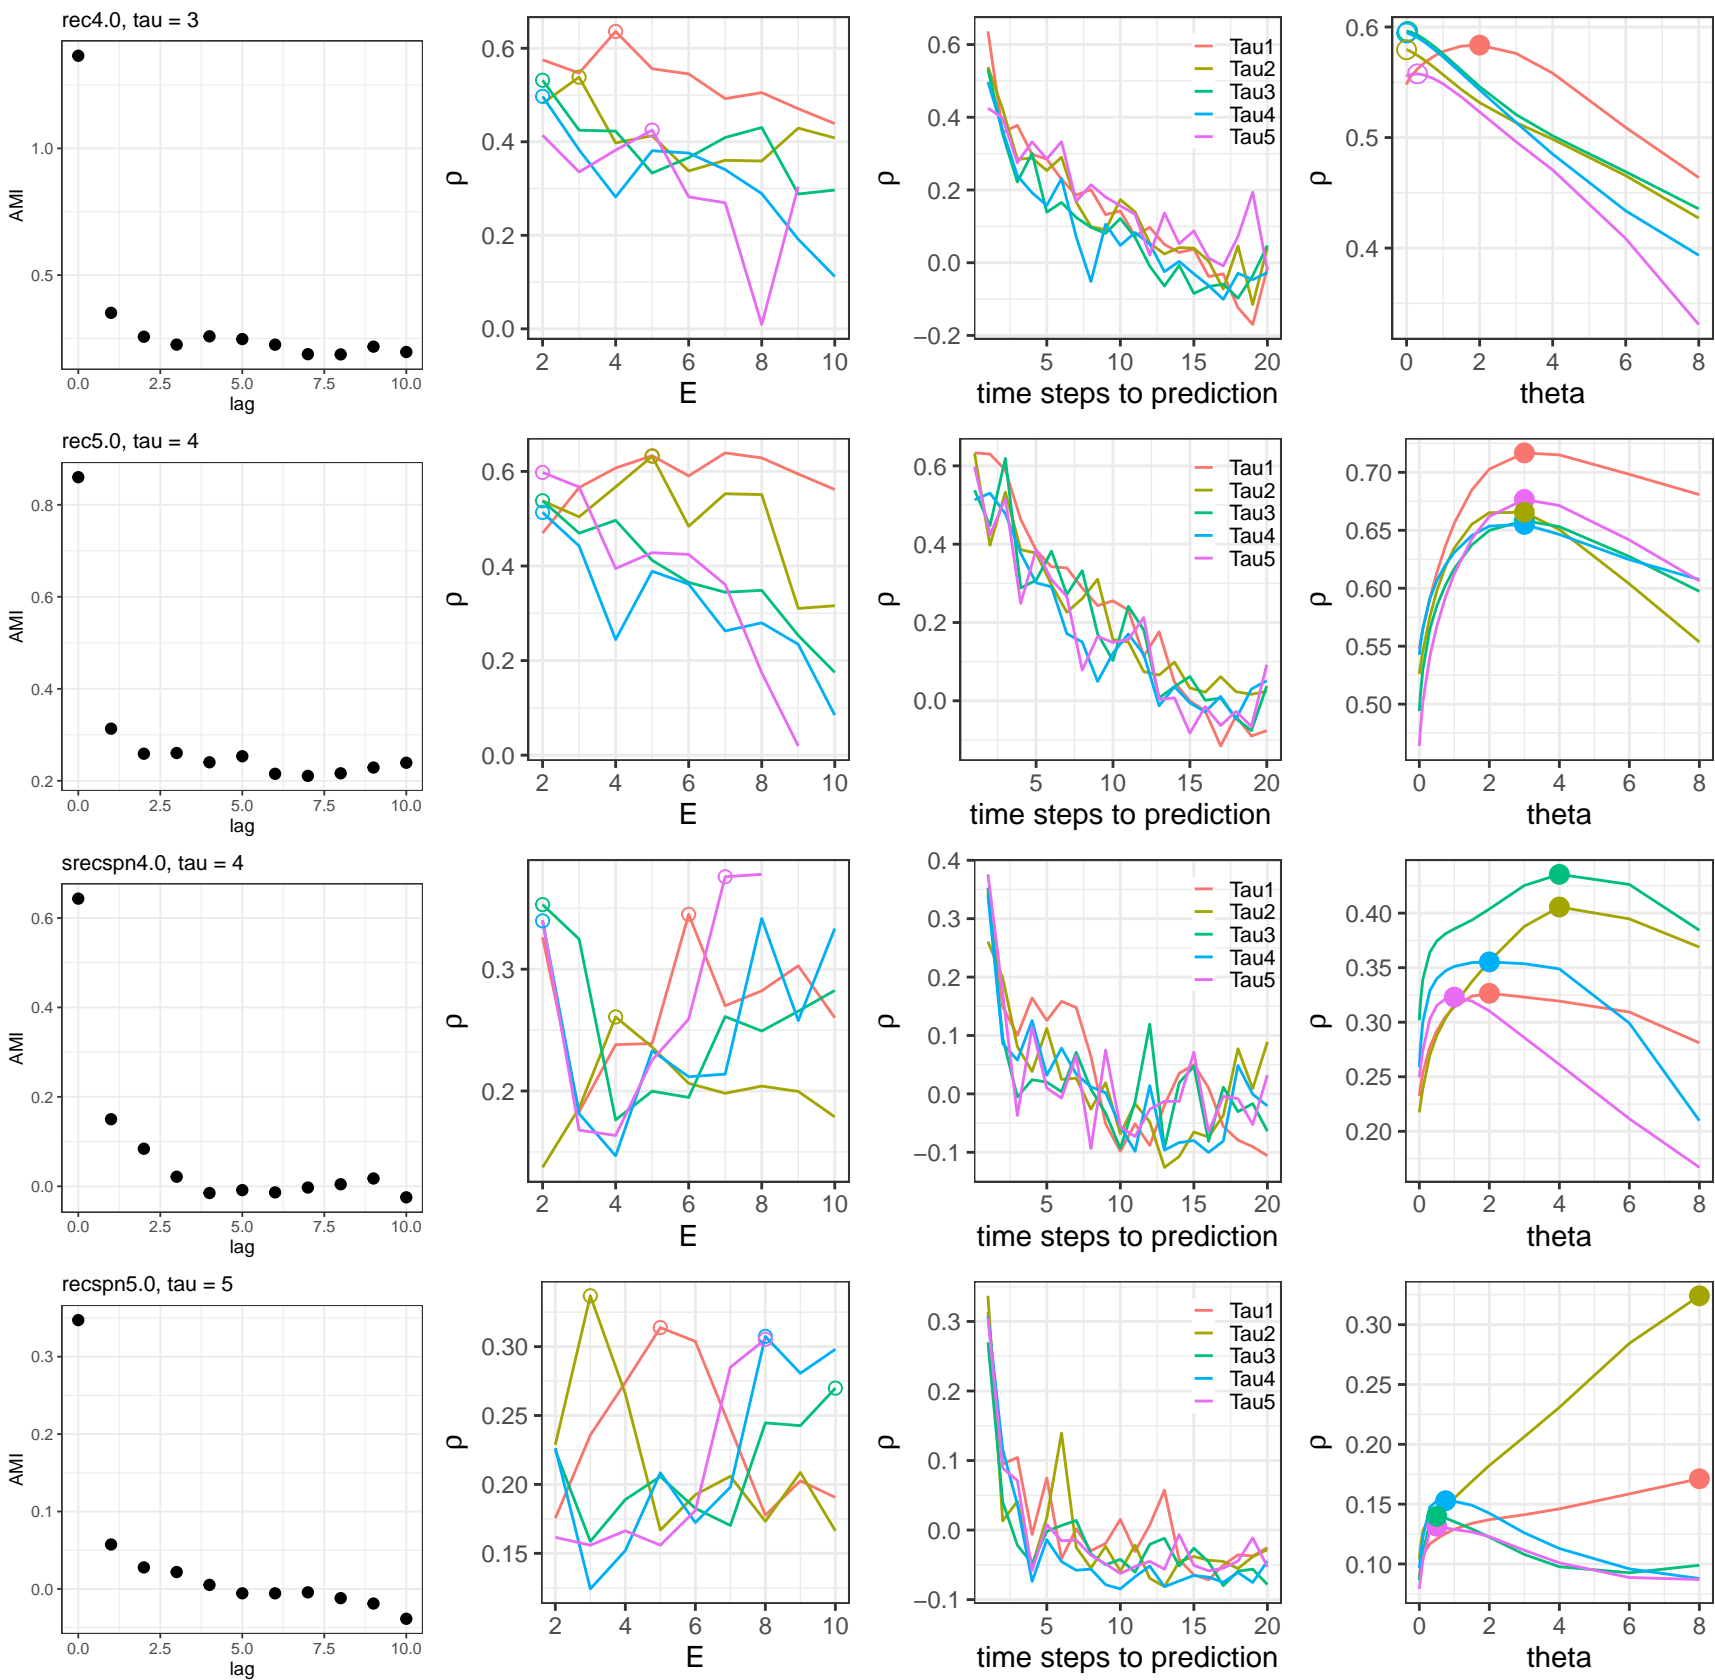 rec4.0, tau = 3
AMI
1.0
0.5
0.0
2.5
5.0
7.5
10.0
lag
ρ
0.6
0.4
0.2
0.0
2
4
6
8
10
E
ρ
0.6
0.4
0.2
0.0
−0.2
5
10
15
20
time steps to prediction
Tau1
Tau2
Tau3
Tau4
Tau5
ρ
0.6
0.5
0.4
0
2
4
6
8
theta
rec5.0, tau = 4
AMI
0.8
0.6
0.4
0.2
0.0
2.5
5.0
7.5
10.0
lag
ρ
0.6
0.4
0.2
0.0
2
4
6
8
10
E
ρ
0.6
0.4
0.2
0.0
5
10
15
20
time steps to prediction
Tau1
Tau2
Tau3
Tau4
Tau5
ρ
0.70
0.65
0.60
0.55
0.50
0
2
4
6
8
theta
srecspn4.0, tau = 4
AMI
0.6
0.4
0.2
0.0
0.0
2.5
5.0
7.5
10.0
lag
ρ
0.3
0.2
2
4
6
8
10
E
ρ
0.4
0.3
0.2
0.1
0.0
−0.1
5
10
15
20
time steps to prediction
Tau1
Tau2
Tau3
Tau4
Tau5
ρ
0.40
0.35
0.30
0.25
0.20
0
2
4
6
8
theta
recspn5.0, tau = 5
AMI
0.3
0.2
0.1
0.0
0.0
2.5
5.0
7.5
10.0
lag
ρ
0.30
0.25
0.20
0.15
2
4
6
8
10
E
ρ
0.3
0.2
0.1
0.0
−0.1
5
10
15
20
time steps to prediction
Tau1
Tau2
Tau3
Tau4
Tau5
ρ
0.30
0.25
0.20
0.15
0.10
0
2
4
6
8
theta